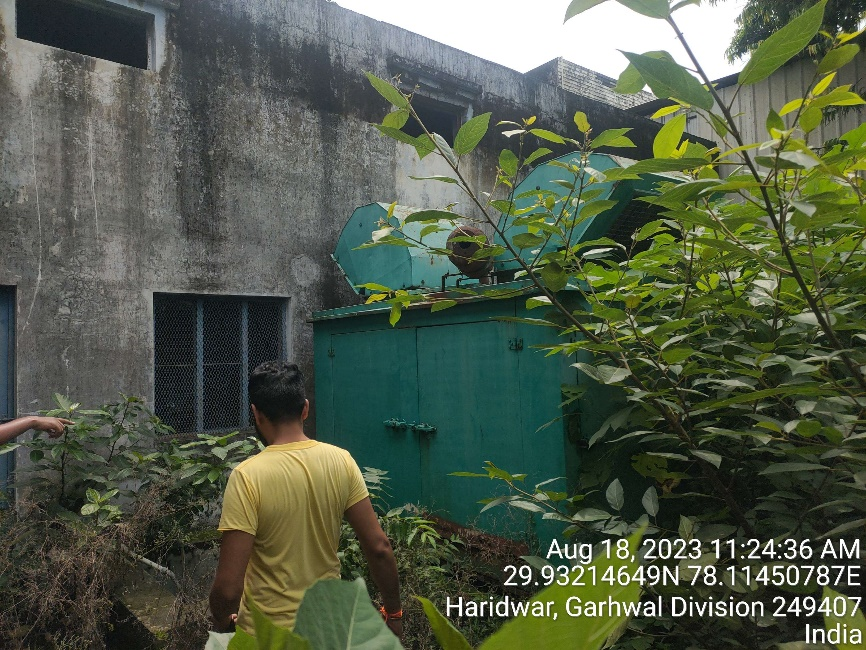 Aug 18, 2023 11:24:36 AM
29.93214649N 78.11450787E
Haridwar, Garhwal Division 249407
India